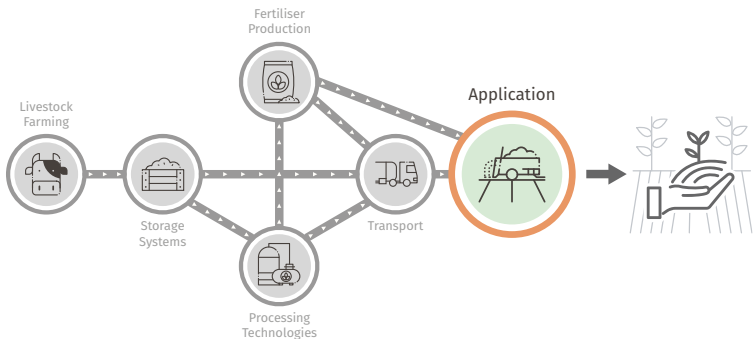 Fertiliser
Production
Application
Livestock
Farming
Storage
Systems
Transport
Processing
Technologies